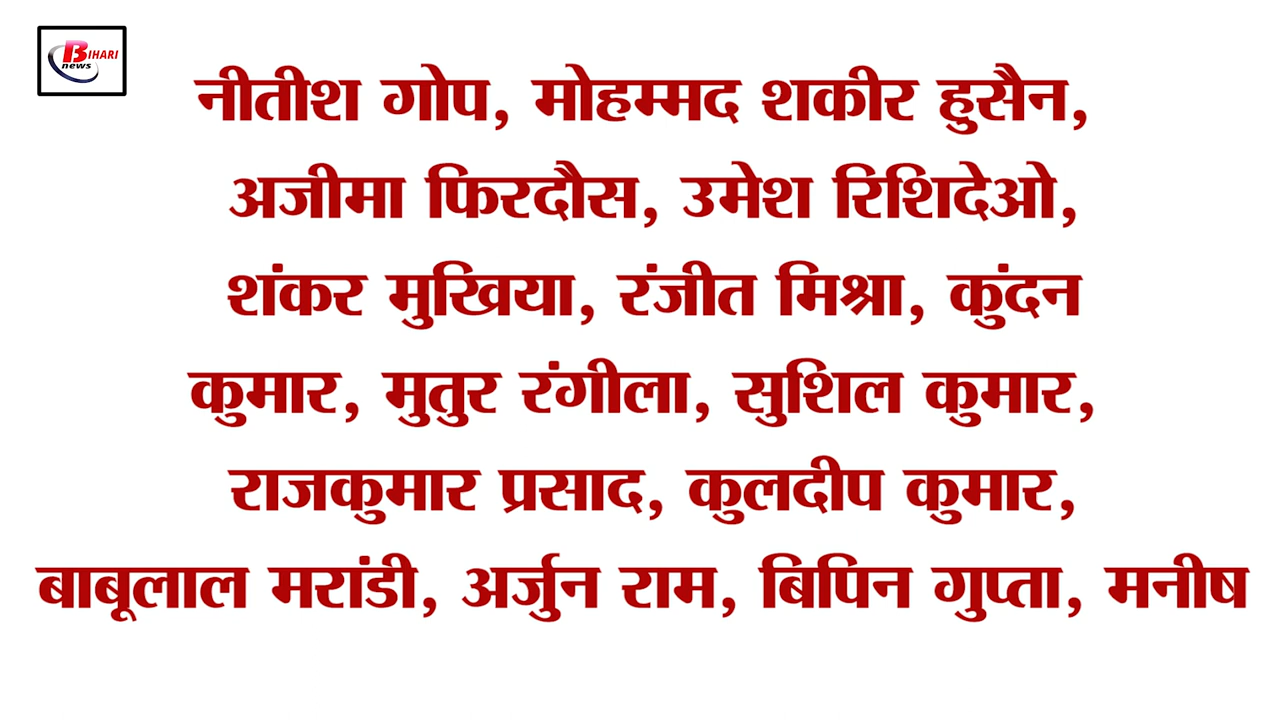 BIHARI
news
नीतीश गोप, मोहम्मद शकीर हुसैन,
अजीमा फिरदौस, उमेश रिशिदेओ,
शंकर मुखिया, रंजीत मिश्रा, कुंदन
कुमार, मुतुर रंगीला, सुशिल कुमार,
राजकुमार प्रसाद, कुलदीप कुमार,
बाबूलाल मरांडी, अर्जुन राम, बिपिन गुप्ता, मनीष